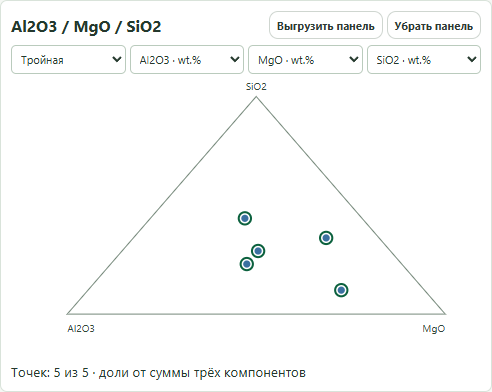 Al2O3 / MgO / SiO2
Выгрузить панель
Убрать панель
Тройная
Al2O3 · wt.%
MgO · wt.%
SiO2 · wt.%
SiO2
Al2O3
MgO
Точек: 5 из 5 · доли от суммы трёх компонентов